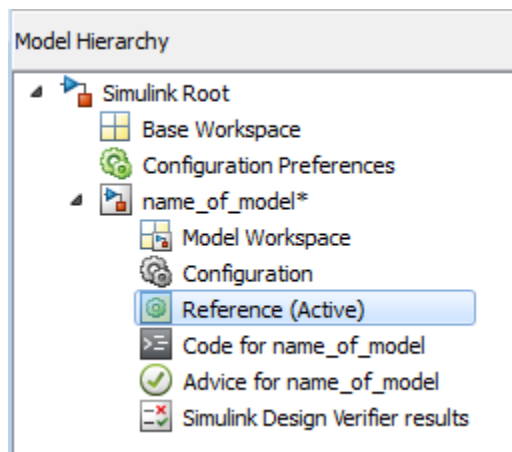 Model Hierarchy
Simulink Root
Base Workspace
Configuration Preferences
name_of_model*
Model Workspace
Configuration
Reference (Active)
Code for name_of_model
Advice for name_of_model
Simulink Design Verifier results